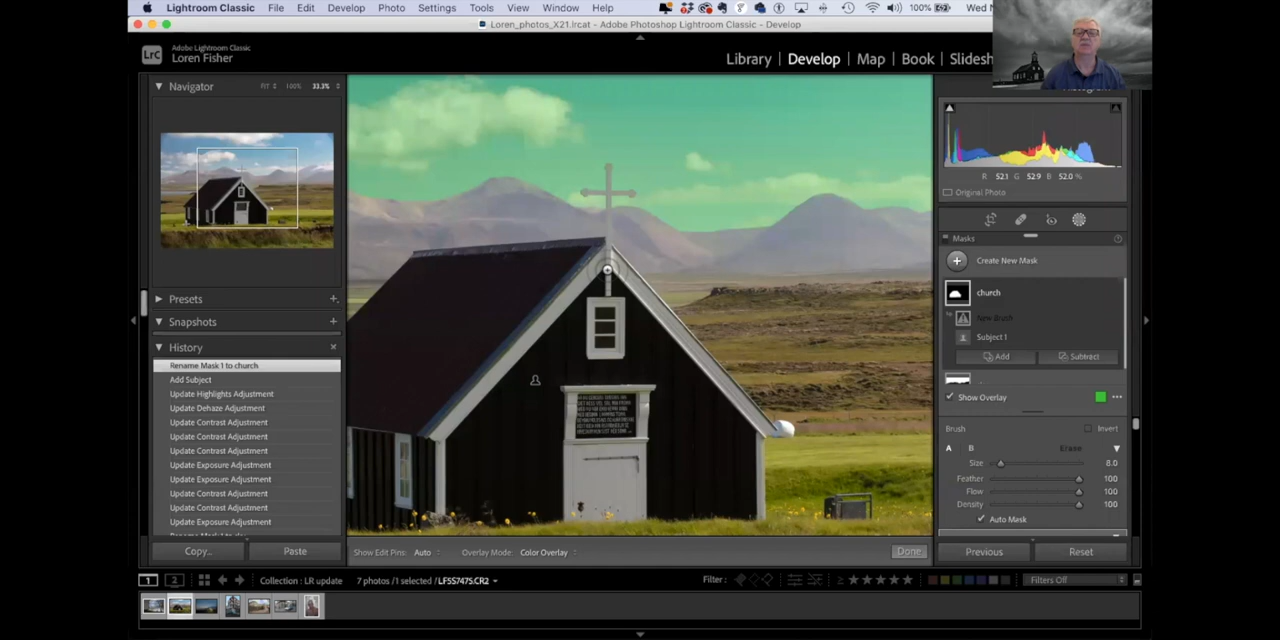 Lightroom Classic File Edit Develop Photo Settings Tools View Window Help 100% Wed N
Loren_photos_X21.lrcat - Adobe Photoshop Lightroom Classic - Develop
LrC
Adobe Lightroom Classic
Loren Fisher
Library | Develop | Map | Book | Slidesh
Navigator FIT 100% 33.3%
Presets
Snapshots
History
Rename Mask 1 to church
Add Subject
Update Highlights Adjustment
Update Dehaze Adjustment
Update Contrast Adjustment
Update Contrast Adjustment
Update Contrast Adjustment
Update Exposure Adjustment
Update Exposure Adjustment
Update Contrast Adjustment
Update Contrast Adjustment
Update Exposure Adjustment
Copy... Paste
R 52.1 G 52.9 B 52.0 %
Original Photo
Masks
Create New Mask
church
New Brush
Subject 1
Add Subtract
Show Overlay
Brush Invert
A B Erase
Size 8.0
Feather 100
Flow 100
Density 100
Auto Mask
Show Edit Pins: Auto Overlay Mode: Color Overlay Done
Previous Reset
1 2 Collection : LR update 7 photos /1 selected /LFS57475.CR2 Filter : Filters Off